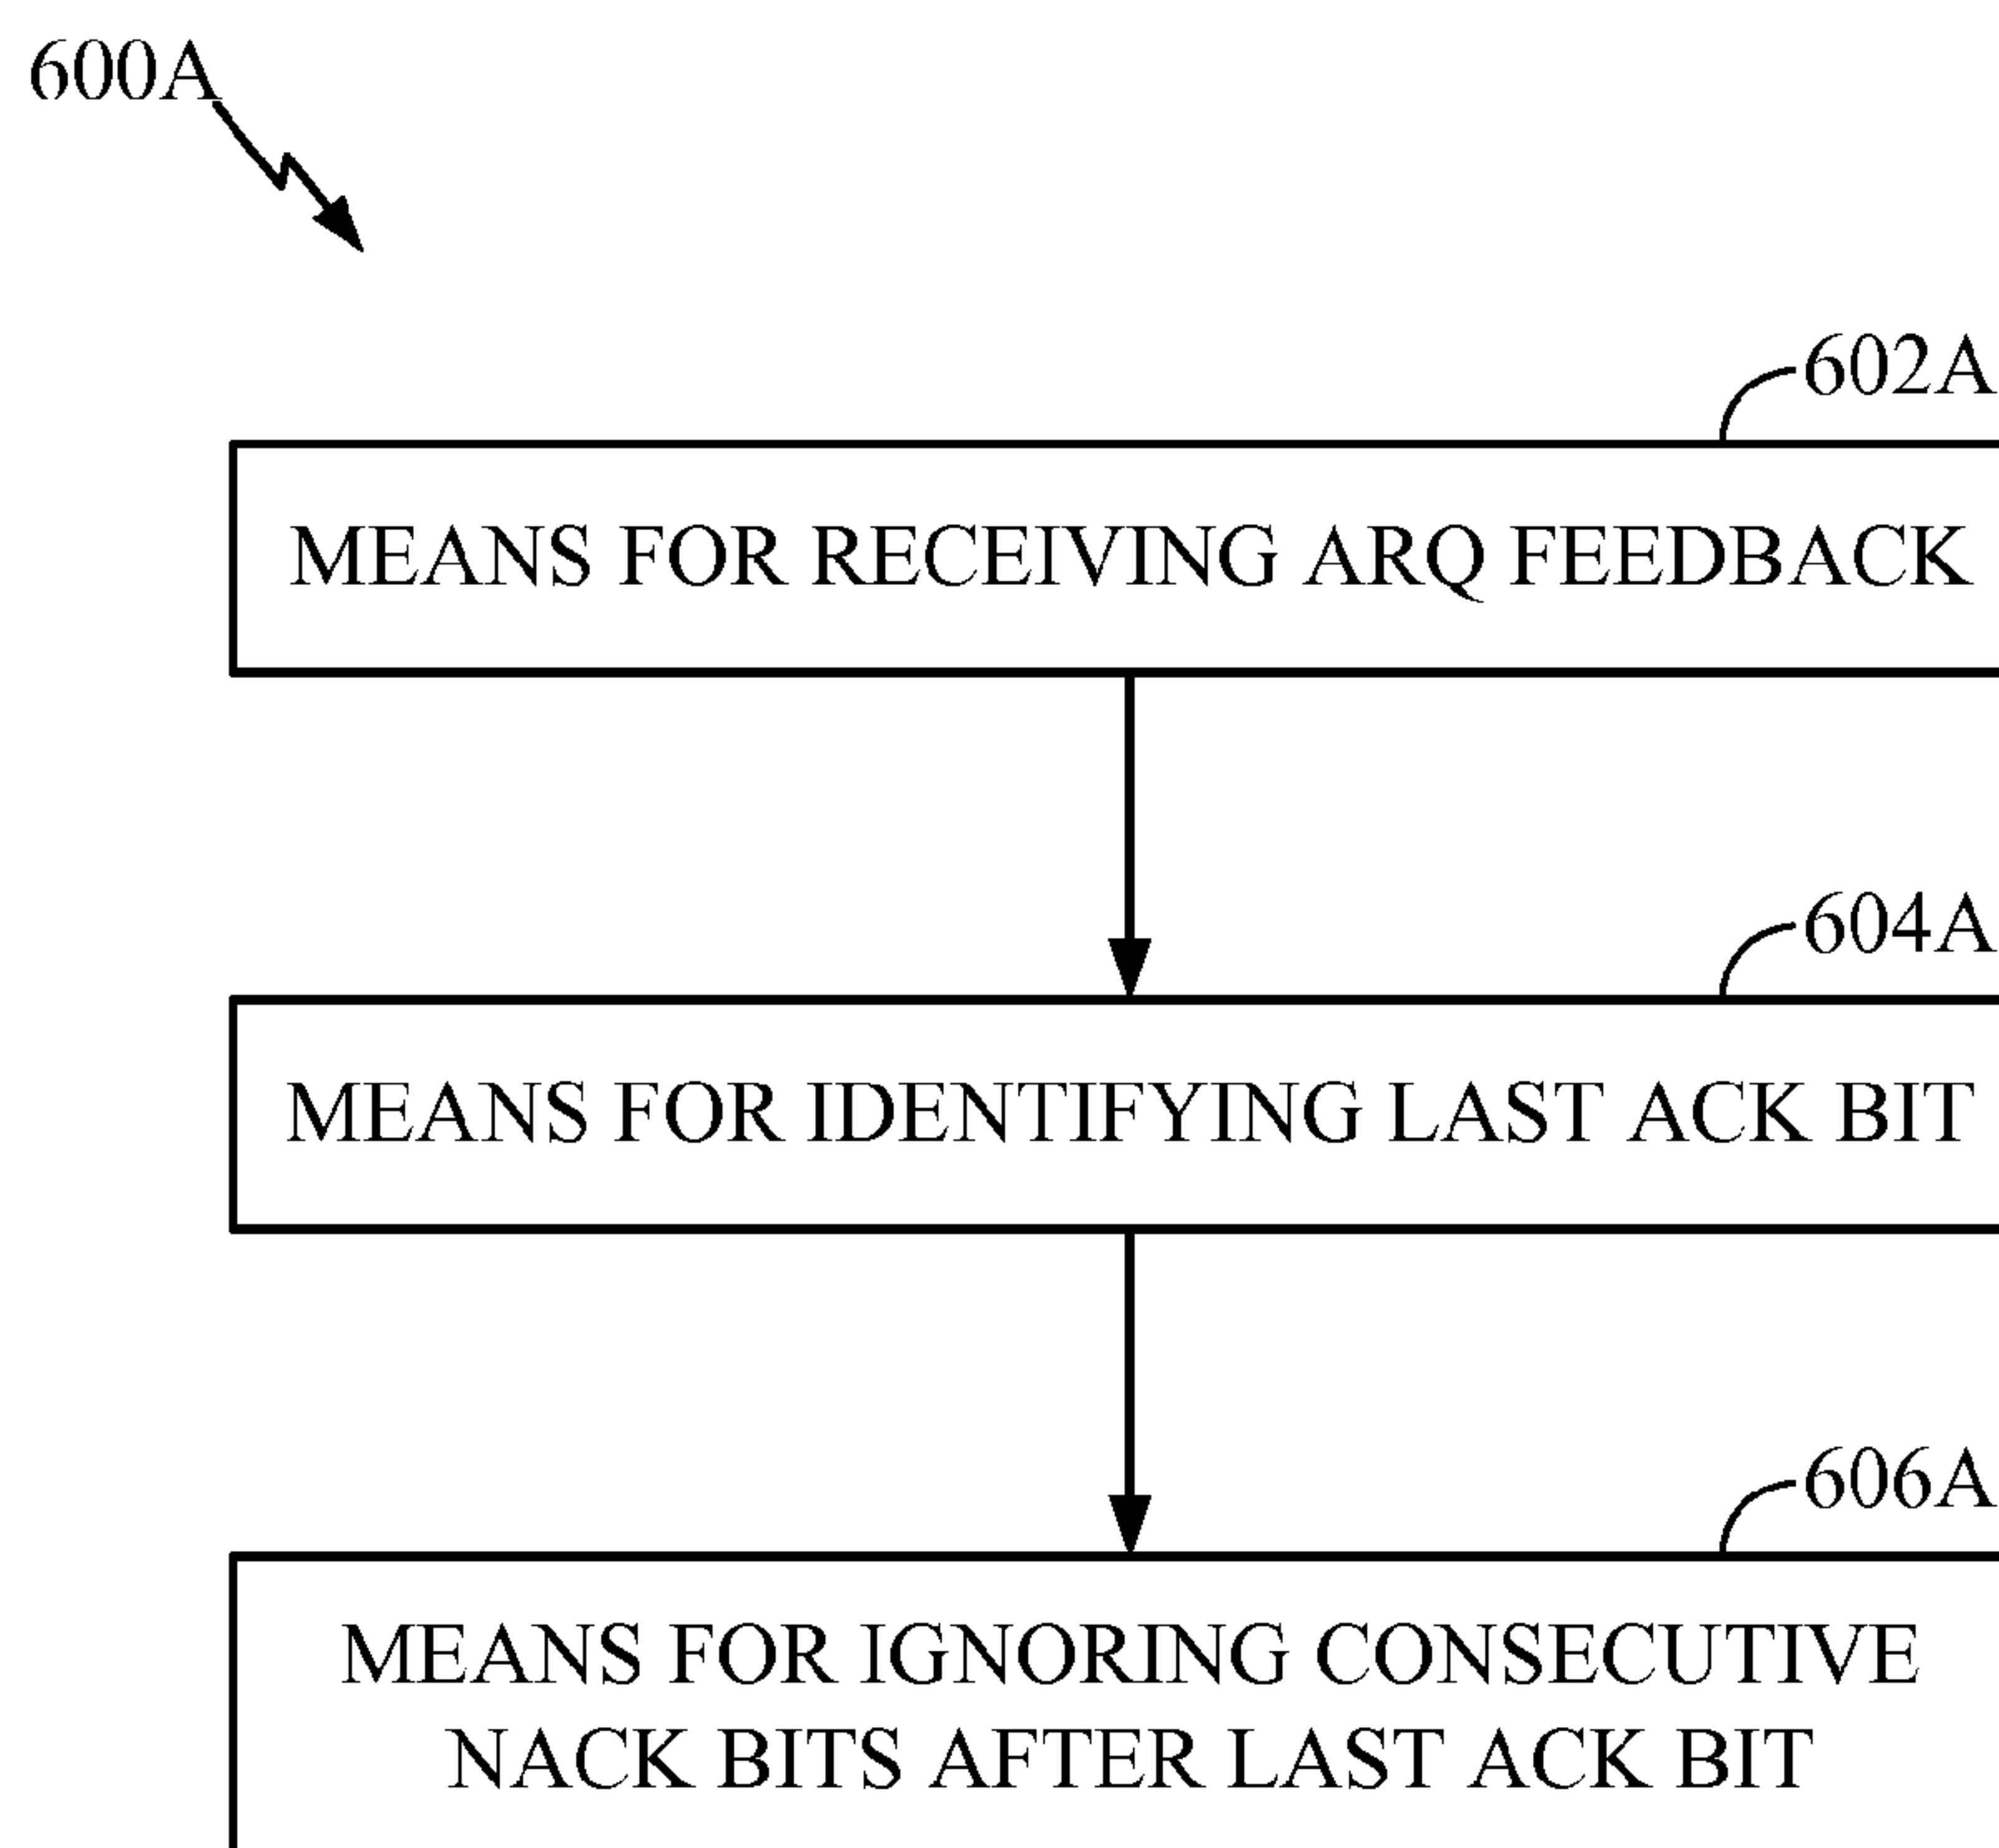 600A
602A
MEANS FOR RECEIVING ARQ FEEDBACK
604A
MEANS FOR IDENTIFYING LAST ACK BIT
606A
MEANS FOR IGNORING CONSECUTIVE
NACK BITS AFTER LAST ACK BIT